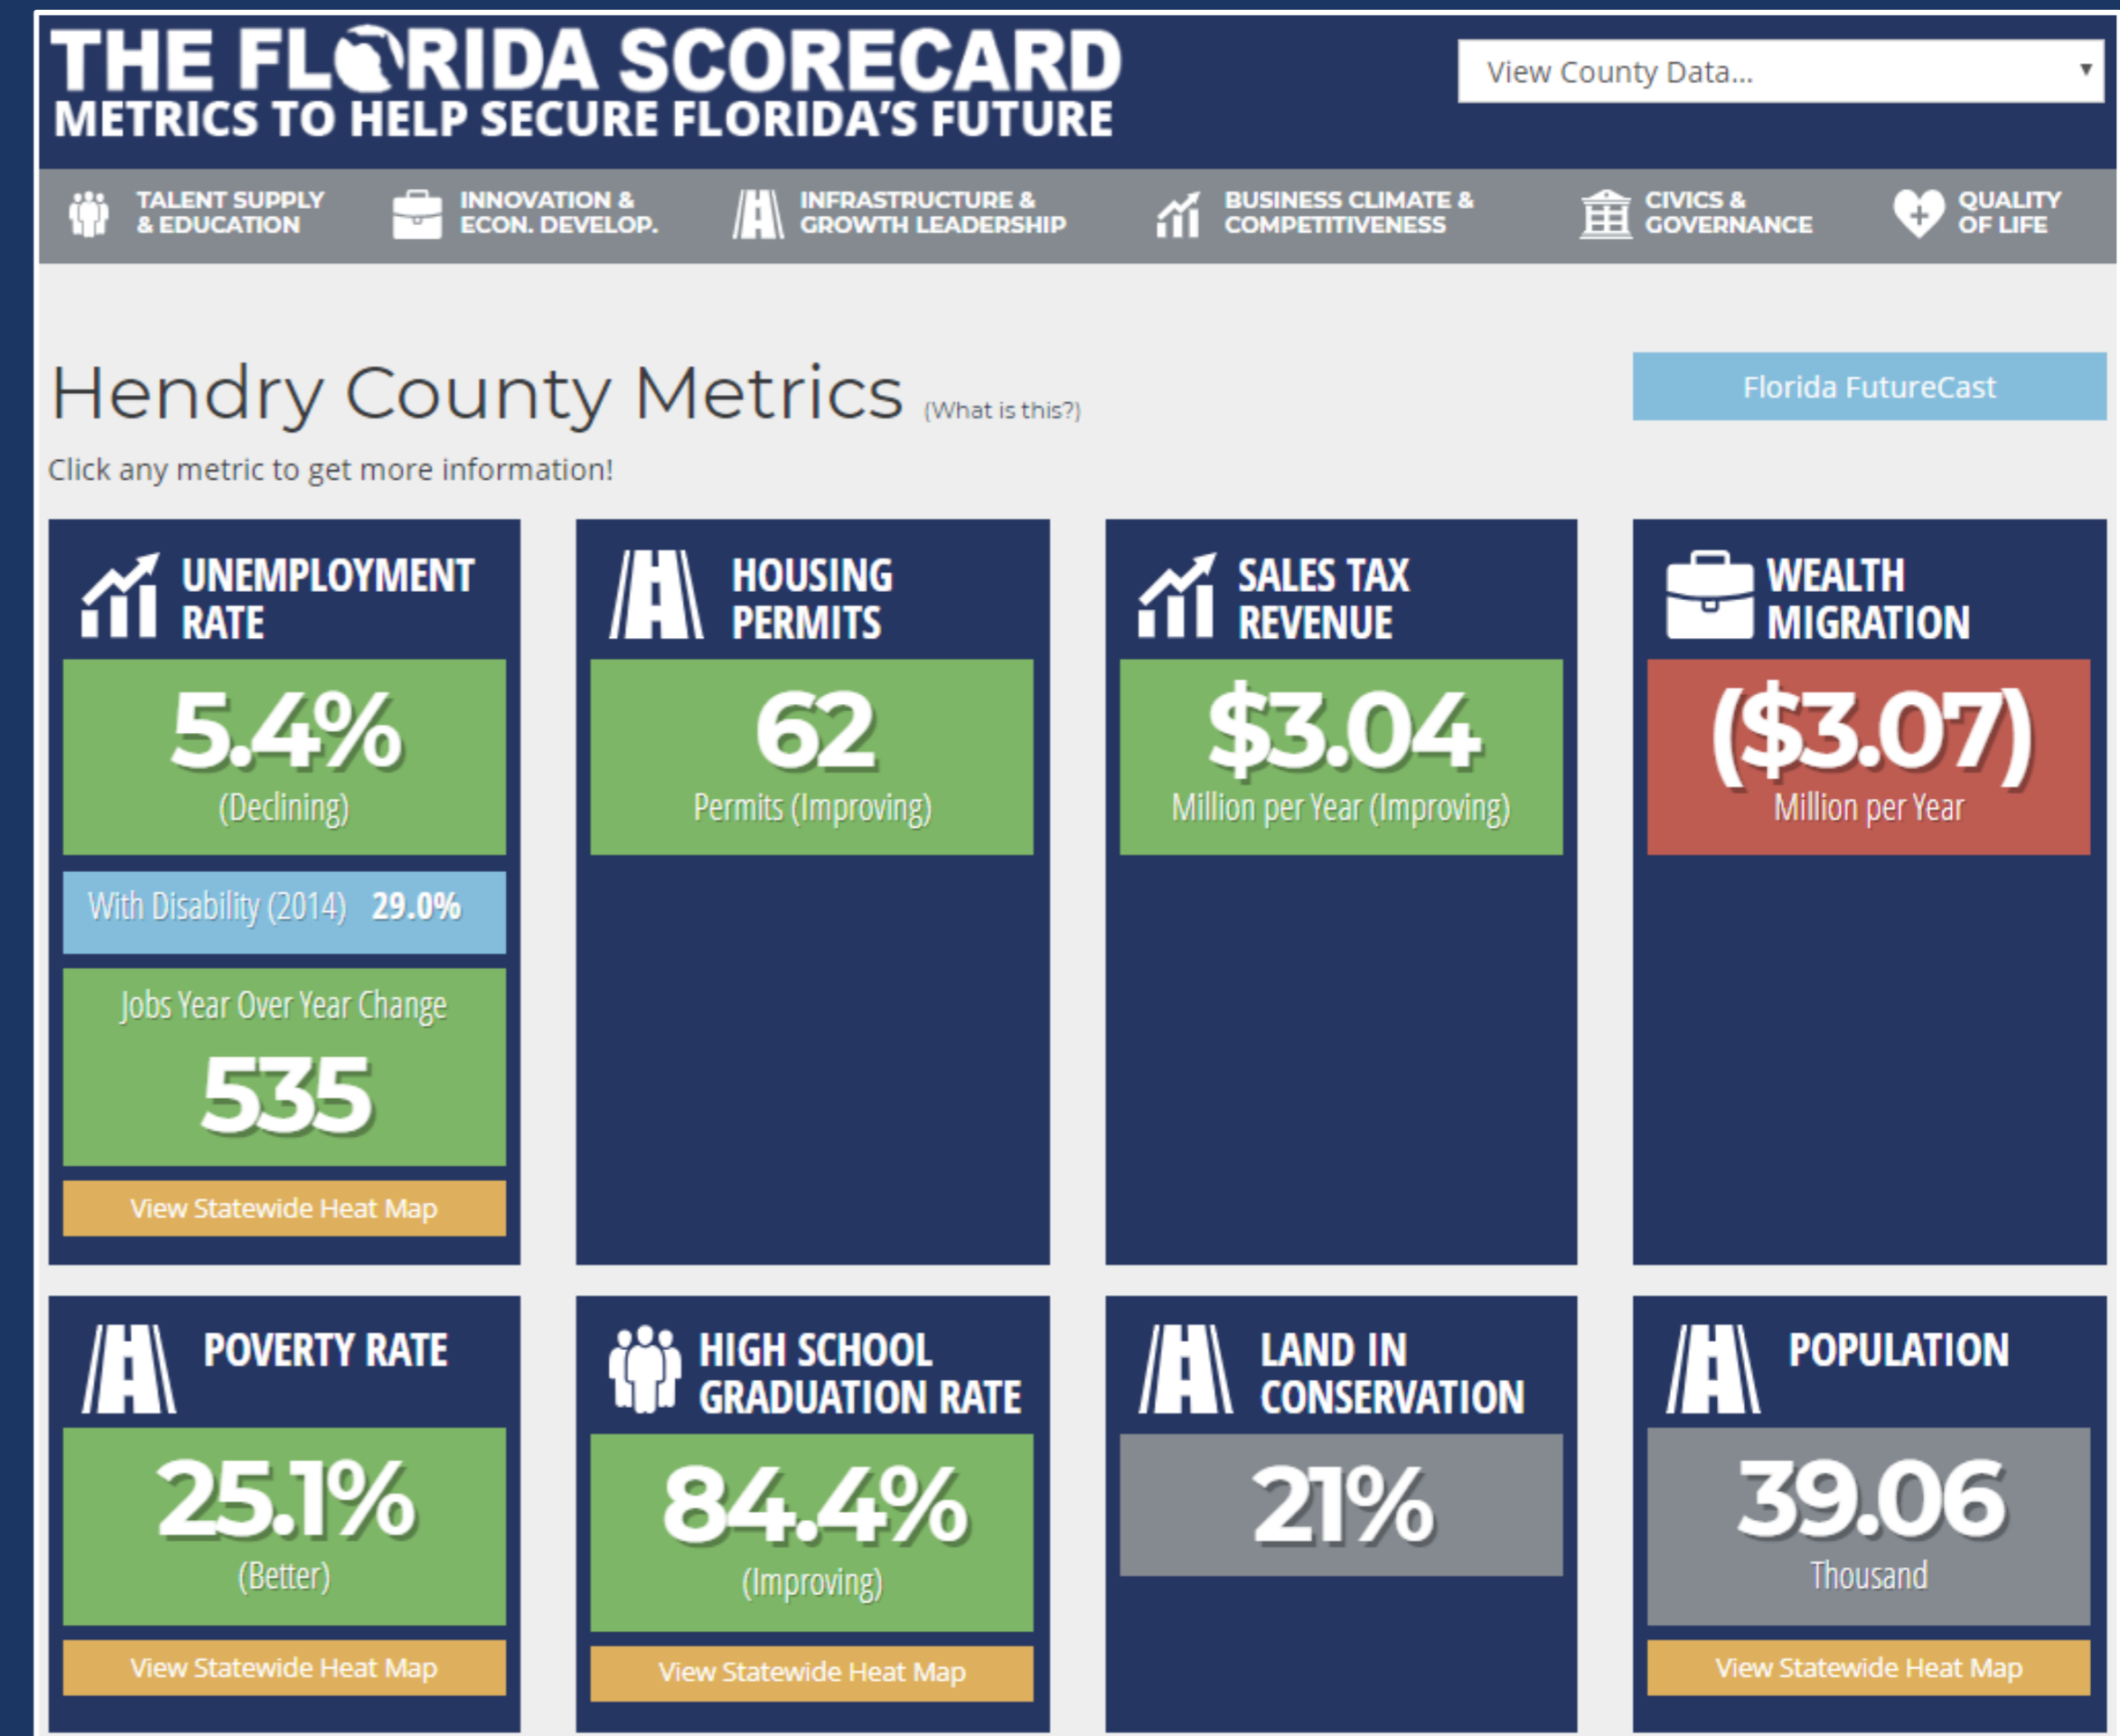 THE FLORIDA SCORECARD
METRICS TO HELP SECURE FLORIDA'S FUTURE
View County Data...
TALENT SUPPLY
& EDUCATION
INNOVATION &
ECON. DEVELOP.
INFRASTRUCTURE &
GROWTH LEADERSHIP
BUSINESS CLIMATE &
COMPETITIVENESS
CIVICS &
GOVERNANCE
QUALITY
OF LIFE
Hendry County Metrics (What is this?)
Florida FutureCast
Click any metric to get more information!
UNEMPLOYMENT
RATE
5.4%
(Declining)
With Disability (2014) 29.0%
Jobs Year Over Year Change
535
View Statewide Heat Map
HOUSING
PERMITS
62
Permits (Improving)
SALES TAX
REVENUE
$3.04
Million per Year (Improving)
WEALTH
MIGRATION
($3.07)
Million per Year
POVERTY RATE
25.1%
(Better)
View Statewide Heat Map
HIGH SCHOOL
GRADUATION RATE
84.4%
(Improving)
View Statewide Heat Map
LAND IN
CONSERVATION
21%
POPULATION
39.06
Thousand
View Statewide Heat Map